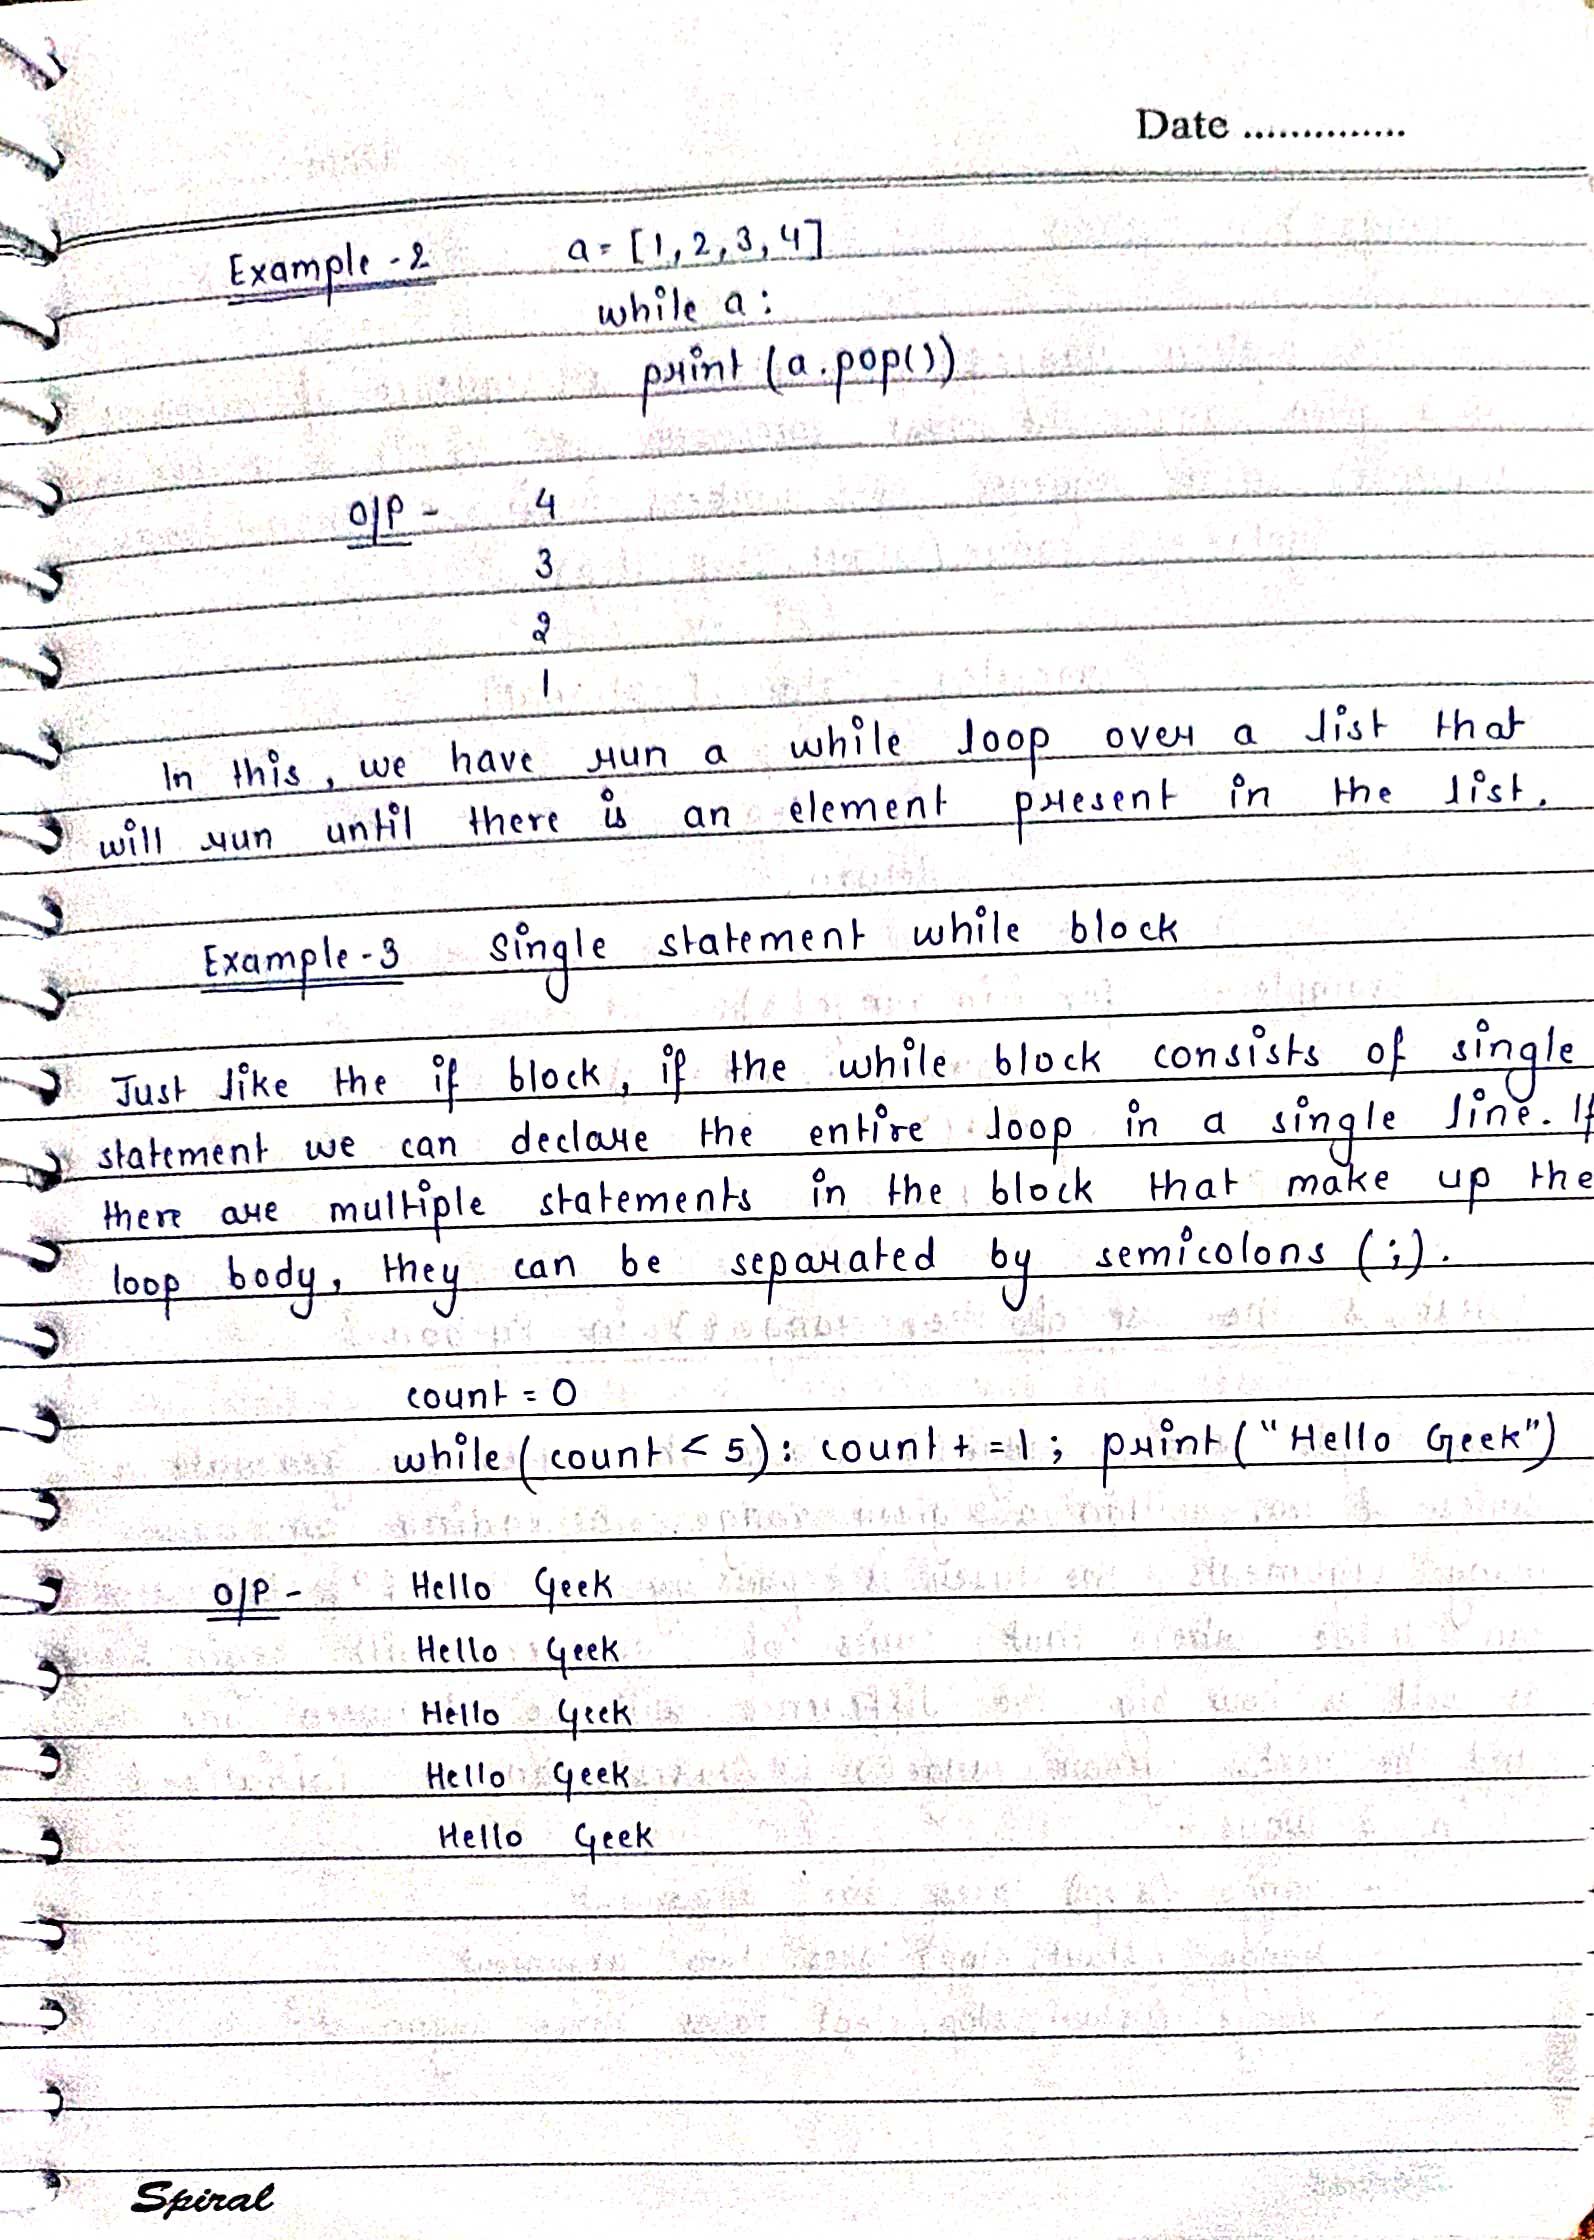 Date ..............
Example - 2 a = [1, 2, 3, 4]
while a :
print (a.pop())
O/P - 4
3
2
1
In this, we have run a while loop over a list that
will run until there is an element present in the list.
Example - 3 Single statement while block
Just like the if block, if the while block consists of single
statement we can declare the entire loop in a single line. If
there are multiple statements in the block that make up the
loop body, they can be separated by semicolons (;).
count = 0
while (count < 5) : count + = 1 ; print ("Hello Geek")
O/P - Hello Geek
Hello Geek
Hello Geek
Hello Geek
Hello Geek
Spiral